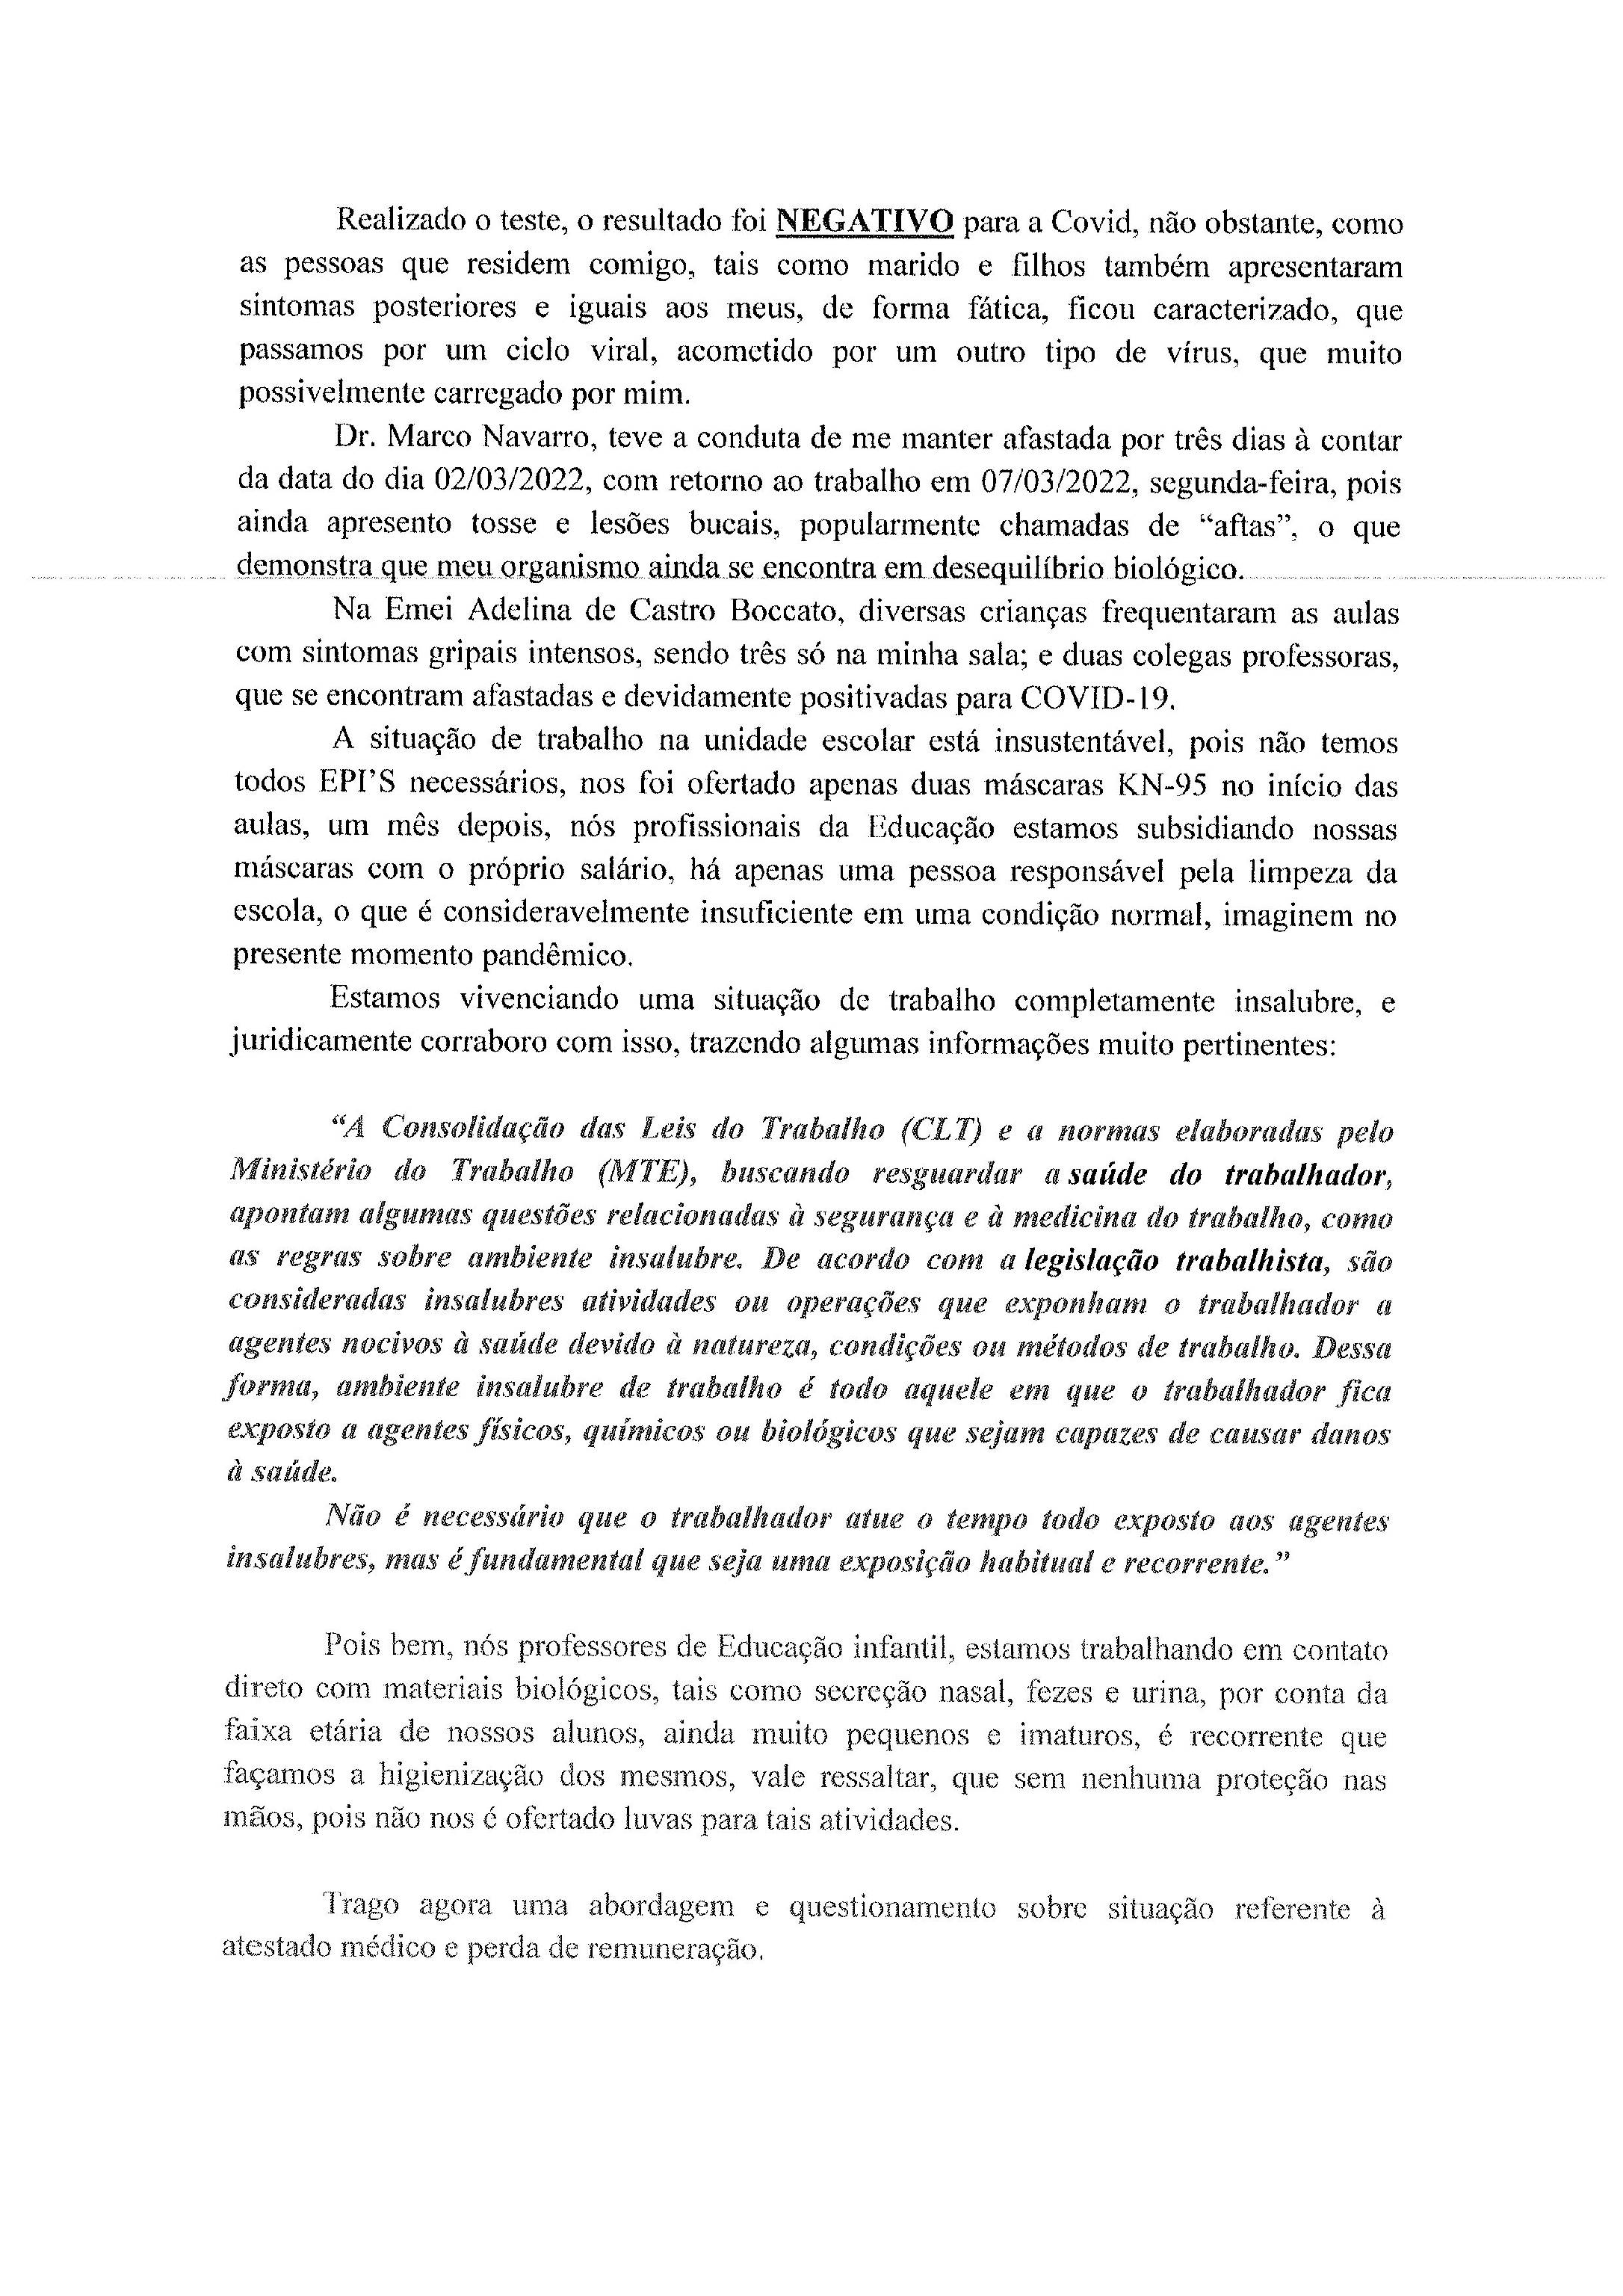 Realizado o teste, o resultado foi NEGATIVO para a Covid, não obstante, como
as pessoas que residem comigo, tais como marido e filhos também apresentaram
sintomas posteriores e iguais aos meus, de forma fática, ficou caracterizado, que
passamos por um ciclo viral, acometido por um outro tipo de vírus, que muito
possivelmente carregado por mim.
Dr. Marco Navarro, teve a conduta de me manter afastada por três dias à contar
da data do dia 02/03/2022, com retorno ao trabalho em 07/03/2022, segunda-feira, pois
ainda apresento tosse e lesões bucais, popularmente chamadas de “aftas”, o que
demonstra que meu organismo ainda se encontra em desequilíbrio biológico.
Na Emei Adelina de Castro Boccato, diversas crianças frequentaram as aulas
com sintomas gripais intensos, sendo três só na minha sala; e duas colegas professoras,
que se encontram afastadas e devidamente positivadas para COVID-19.
A situação de trabalho na unidade escolar está insustentável, pois não temos
todos EPI’S necessários, nos foi ofertado apenas duas máscaras KN-95 no início das
aulas, um mês depois, nós profissionais da Educação estamos subsidiando nossas
máscaras com o próprio salário, há apenas uma pessoa responsável pela limpeza da
escola, o que é consideravelmente insuficiente em uma condição normal, imaginem no
presente momento pandêmico.
Estamos vivenciando uma situação de trabalho completamente insalubre, e
juridicamente corraboro com isso, trazendo algumas informações muito pertinentes:
“A Consolidação das Leis do Trabalho (CLT) e a normas elaboradas pelo
Ministério do Trabalho (MTE), buscando resguardar a saúde do trabalhador,
apontam algumas questões relacionadas à segurança e à medicina do trabalho, como
as regras sobre ambiente insalubre. De acordo com a legislação trabalhista, são
consideradas insalubres atividades ou operações que exponham o trabalhador a
agentes nocivos à saúde devido à natureza, condições ou métodos de trabalho. Dessa
forma, ambiente insalubre de trabalho é todo aquele em que o trabalhador fica
exposto a agentes físicos, químicos ou biológicos que sejam capazes de causar danos
à saúde.
Não é necessário que o trabalhador atue o tempo todo exposto aos agentes
insalubres, mas é fundamental que seja uma exposição habitual e recorrente.”
Pois bem, nós professores de Educação infantil, estamos trabalhando em contato
direto com materiais biológicos, tais como secreção nasal, fezes e urina, por conta da
faixa etária de nossos alunos, ainda muito pequenos e imaturos, é recorrente que
façamos a higienização dos mesmos, vale ressaltar, que sem nenhuma proteção nas
mãos, pois não nos é ofertado luvas para tais atividades.
Trago agora uma abordagem e questionamento sobre situação referente à
atestado médico e perda de remuneração.